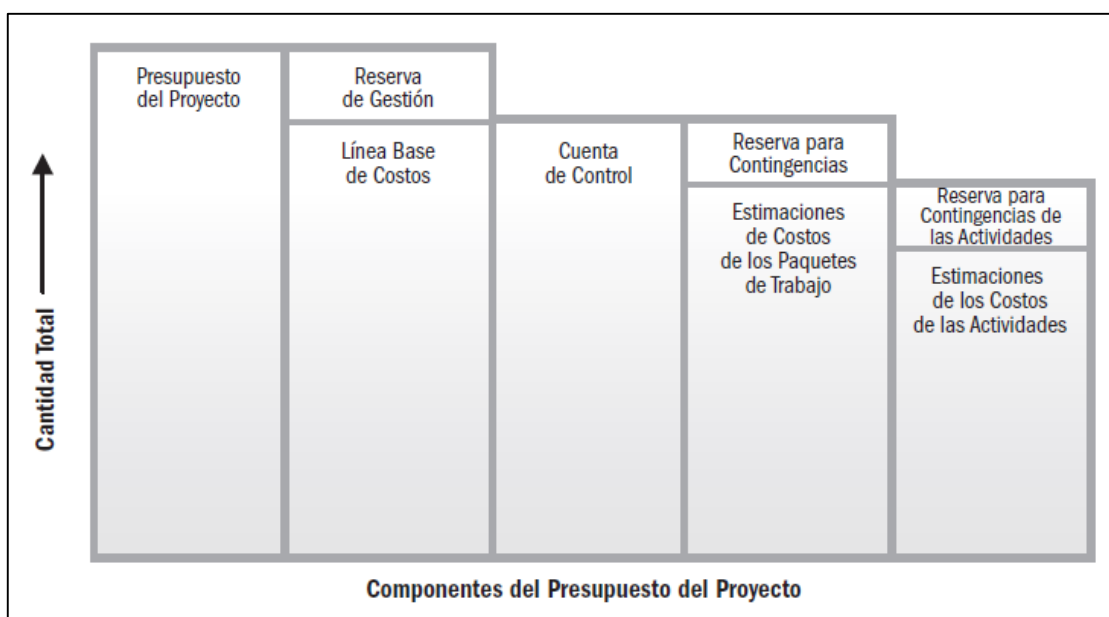 Presupuesto
del Proyecto
Reserva
de Gestión
Línea Base
de Costos
Cuenta
de Control
Reserva para
Contingencias
Estimaciones
de Costos
de los Paquetes
de Trabajo
Reserva para
Contingencias de
las Actividades
Estimaciones
de los Costos
de las Actividades
Cantidad Total
Componentes del Presupuesto del Proyecto